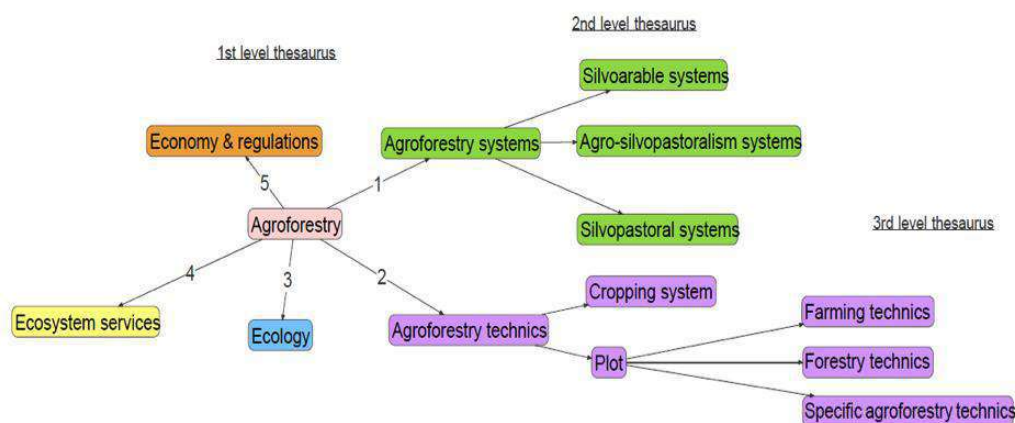 2nd level thesaurus
1st level thesaurus
Silvoarable systems
Economy & regulations
Agroforestry systems
Agro-silvopastoralism systems
5
1
Agroforestry
Silvopastoral systems
3rd level thesaurus
4
3
2
Cropping system
Ecosystem services
Ecology
Agroforestry technics
Farming technics
Plot
Forestry technics
Specific agroforestry technics